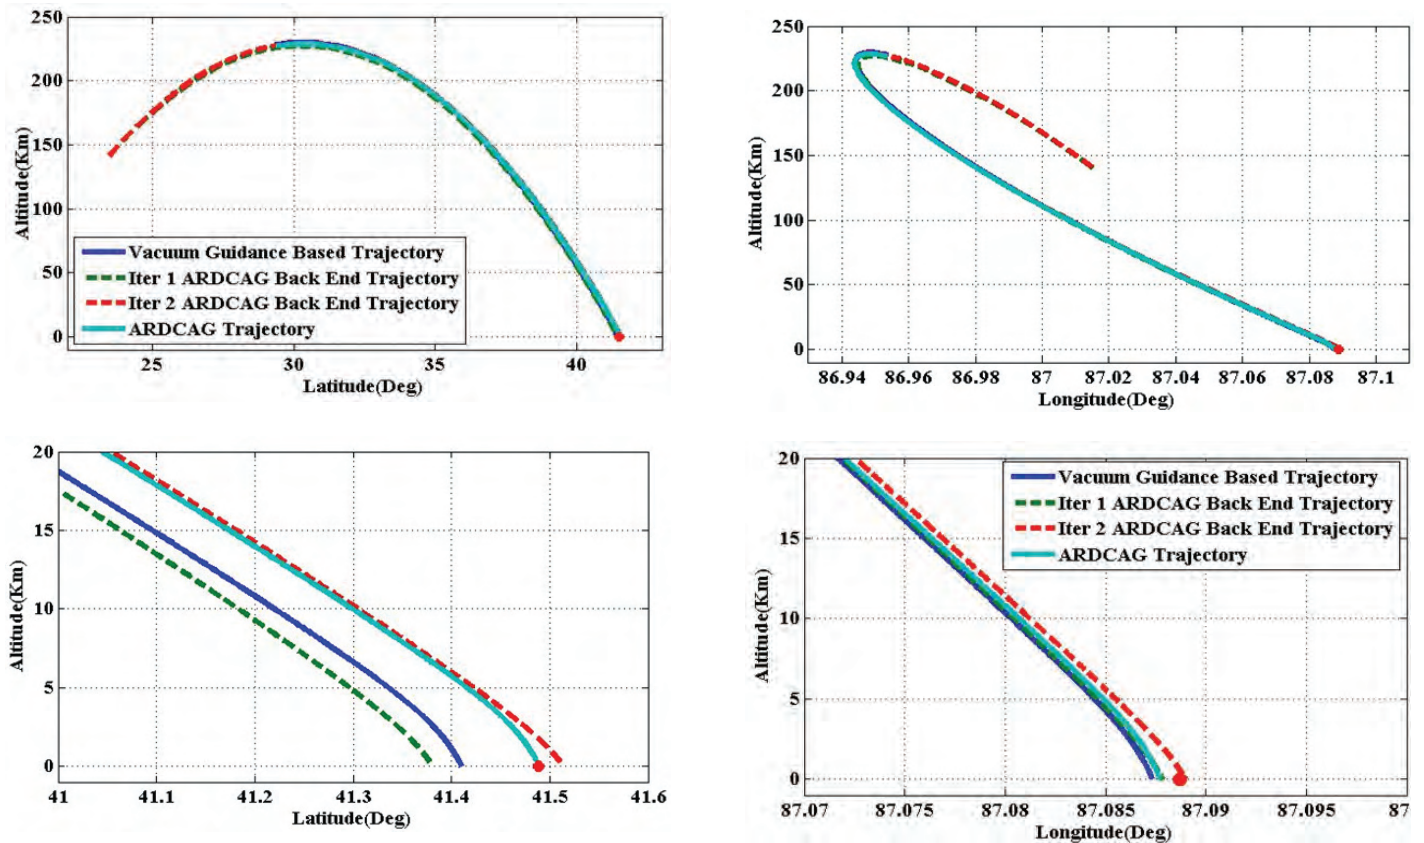 250
200
150
100
50
0
Altitude(Km)
Vacuum Guidance Based Trajectory
Iter 1 ARDCAG Back End Trajectory
Iter 2 ARDCAG Back End Trajectory
ARDCAG Trajectory
25 30 35 40
Latitude(Deg)
250
200
150
100
50
0
Altitude(Km)
86.94 86.96 86.98 87 87.02 87.04 87.06 87.08 87.1
Longitude(Deg)
20
15
10
5
0
Altitude(Km)
41 41.1 41.2 41.3 41.4 41.5 41.6
Latitude(Deg)
20
15
10
5
0
Altitude(Km)
Vacuum Guidance Based Trajectory
Iter 1 ARDCAG Back End Trajectory
Iter 2 ARDCAG Back End Trajectory
ARDCAG Trajectory
87.07 87.075 87.08 87.085 87.09 87.095 87
Longitude(Deg)